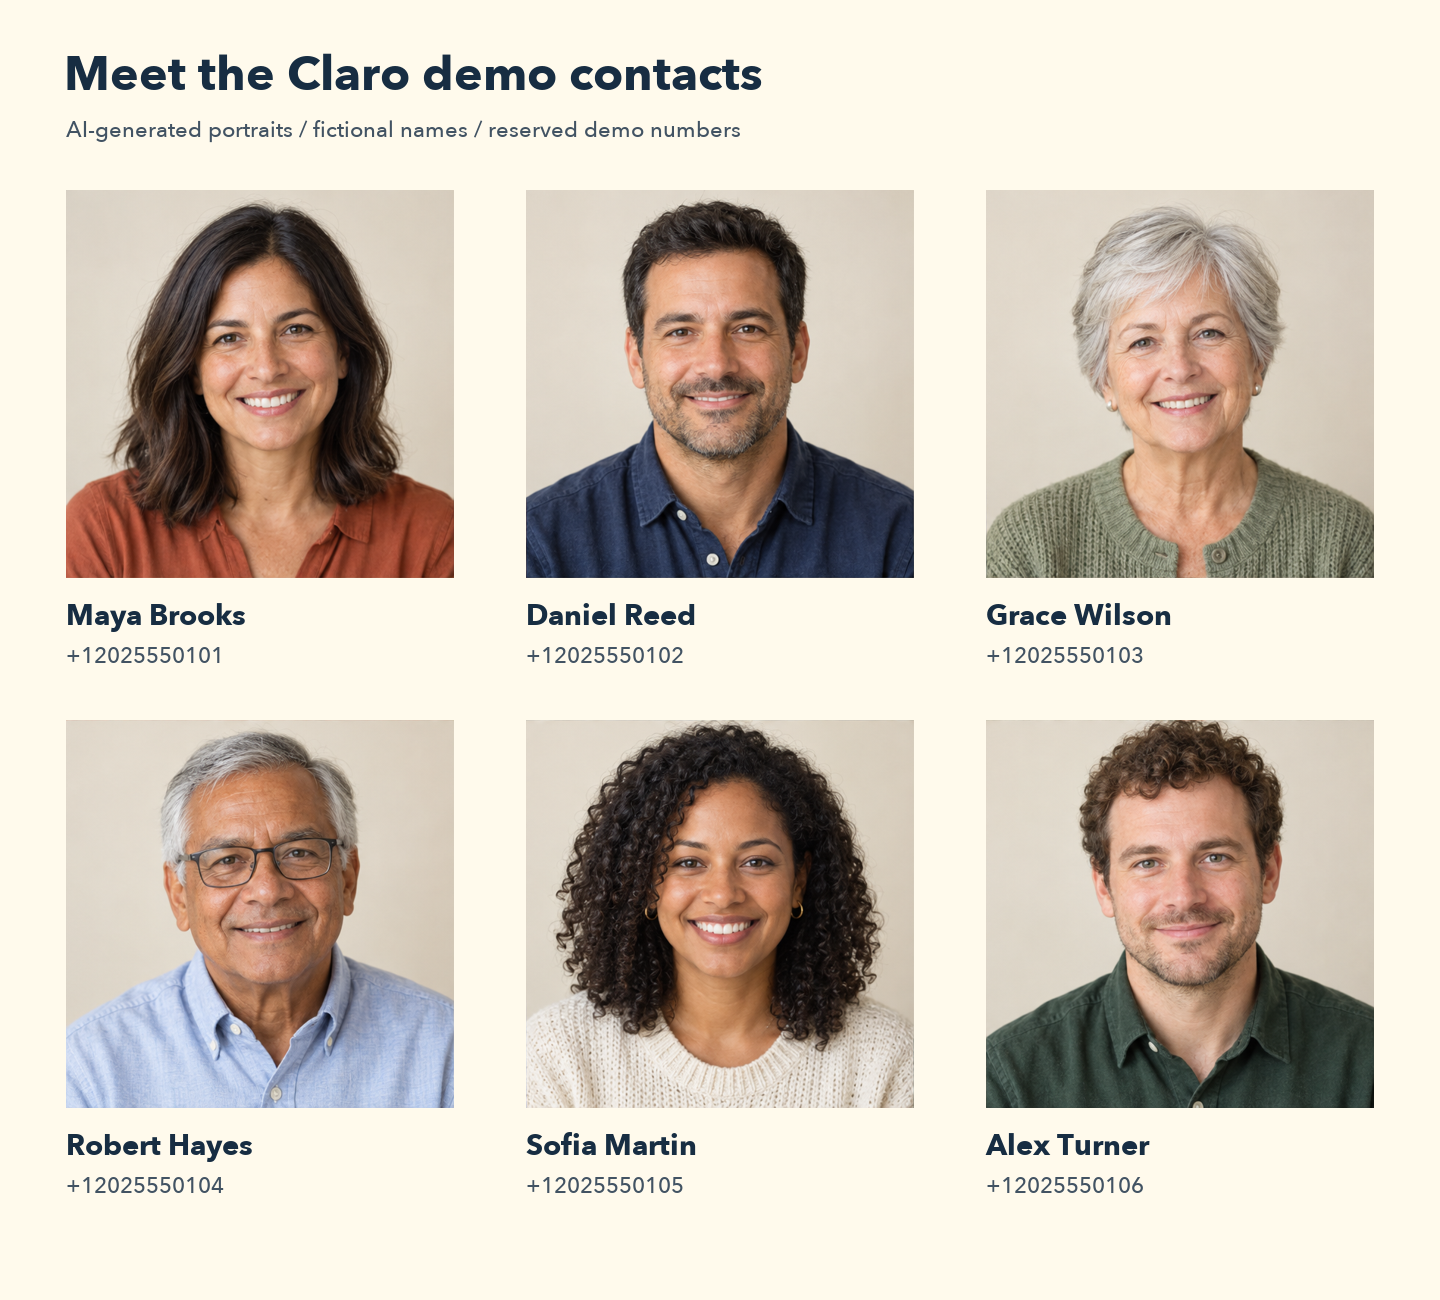 Meet the Claro demo contacts
AI-generated portraits / fictional names / reserved demo numbers
Maya Brooks
+12025550101
Daniel Reed
+12025550102
Grace Wilson
+12025550103
Robert Hayes
+12025550104
Sofia Martin
+12025550105
Alex Turner
+12025550106